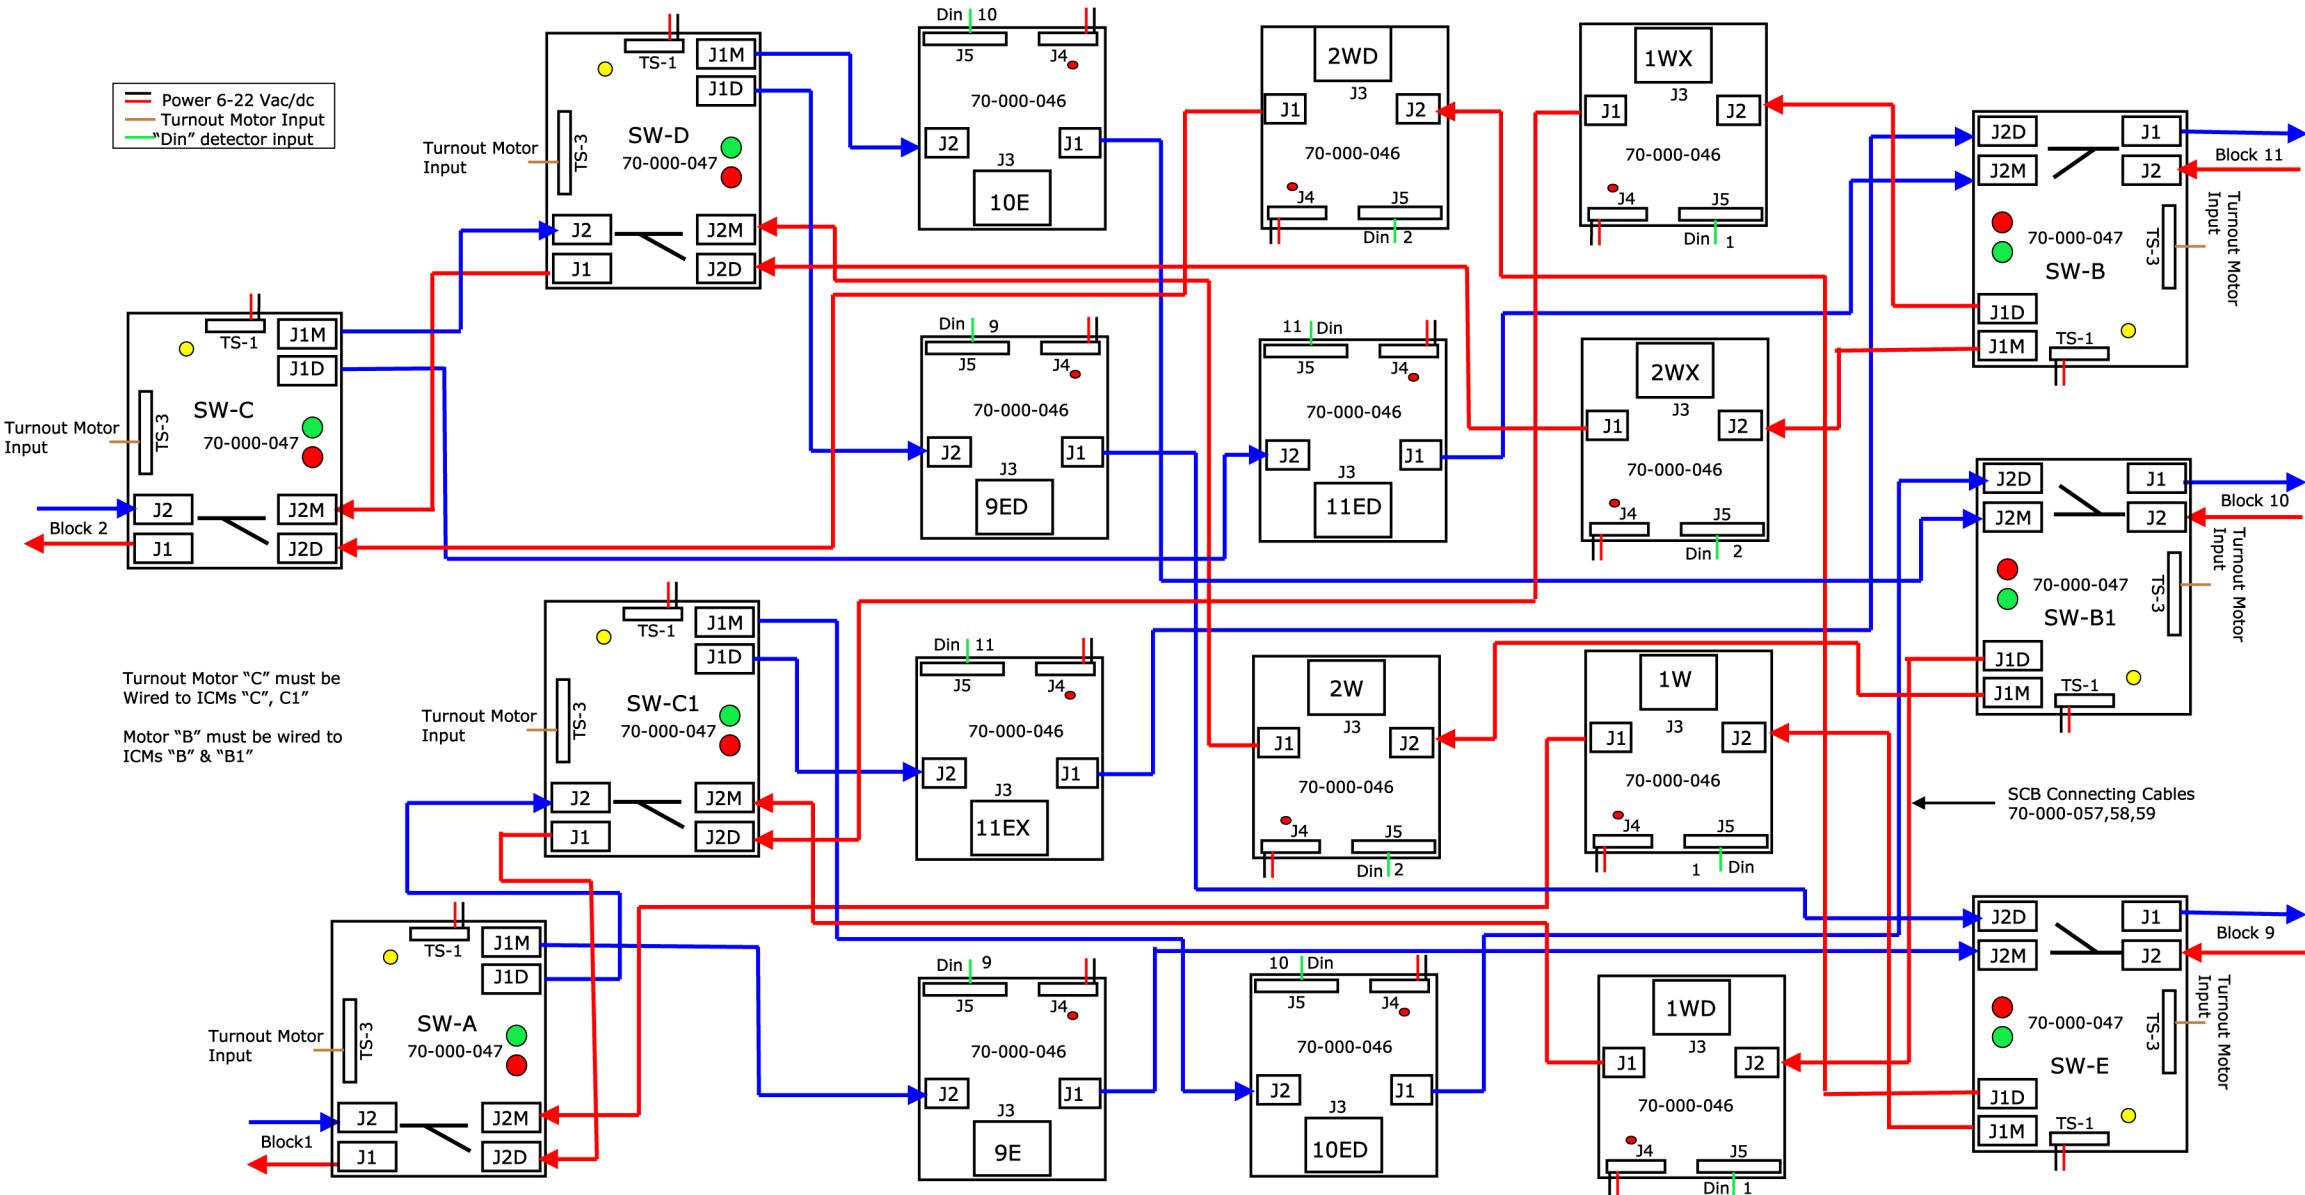 Power 6-22 Vac/dc
Turnout Motor Input
“Din” detector input
TS-1
J1M
J1D
SW-D
70-000-047
TS-3
Turnout Motor
Input
J2
J2M
J1
J2D
Din 10
J5
J4
70-000-046
J2
J1
J3
10E
2WD
J3
J1
J2
70-000-046
J4
J5
Din 2
1WX
J3
J1
J2
70-000-046
J4
J5
Din 1
J2D
J1
Block 11
J2M
J2
Turnout Motor
Input
70-000-047
TS-3
SW-B
J1D
J1M
TS-1
TS-1
J1M
J1D
SW-C
70-000-047
TS-3
Turnout Motor
Input
J2
J2M
Block 2
J1
J2D
Din 9
J5
J4
70-000-046
J2
J1
J3
9ED
11 Din
J5
J4
70-000-046
J2
J1
J3
11ED
2WX
J3
J1
J2
70-000-046
J4
J5
Din 2
J2D
J1
Block 10
J2M
J2
Turnout Motor
Input
70-000-047
TS-3
SW-B1
J1D
J1M
TS-1
Turnout Motor “C” must be
Wired to ICMs “C”, C1”
Motor “B” must be wired to
ICMs “B” & “B1”
TS-1
J1M
J1D
SW-C1
70-000-047
TS-3
Turnout Motor
Input
J2
J2M
J1
J2D
Din 11
J5
J4
70-000-046
J2
J1
J3
11EX
2W
J3
J1
J2
70-000-046
J4
J5
Din 2
1W
J3
J1
J2
70-000-046
J4
J5
1 Din
SCB Connecting Cables
70-000-057,58,59
TS-1
J1M
J1D
SW-A
70-000-047
TS-3
Turnout Motor
Input
J2
J2M
Block1
J1
J2D
Din 9
J5
J4
70-000-046
J2
J1
J3
9E
10 Din
J5
J4
70-000-046
J2
J1
J3
10ED
1WD
J3
J1
J2
70-000-046
J4
J5
Din 1
J2D
J1
Block 9
J2M
J2
Turnout Motor
Input
70-000-047
TS-3
SW-E
J1D
J1M
TS-1